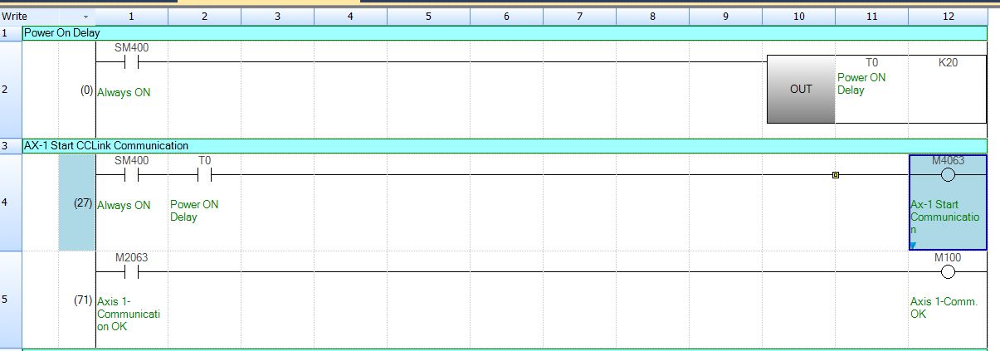 Write 1 2 3 4 5 6 7 8 9 10 11 12
1 Power On Delay
SM400
T0 K20
2 (0) Always ON OUT Power ON
Delay
3 AX-1 Start CCLink Communication
SM400 T0 M4063
4 (27) Always ON Power ON
Delay
Ax-1 Start
Communicatio
n
M2063 M100
5 (71) Axis 1-
Communicati
on OK
Axis 1-Comm.
OK